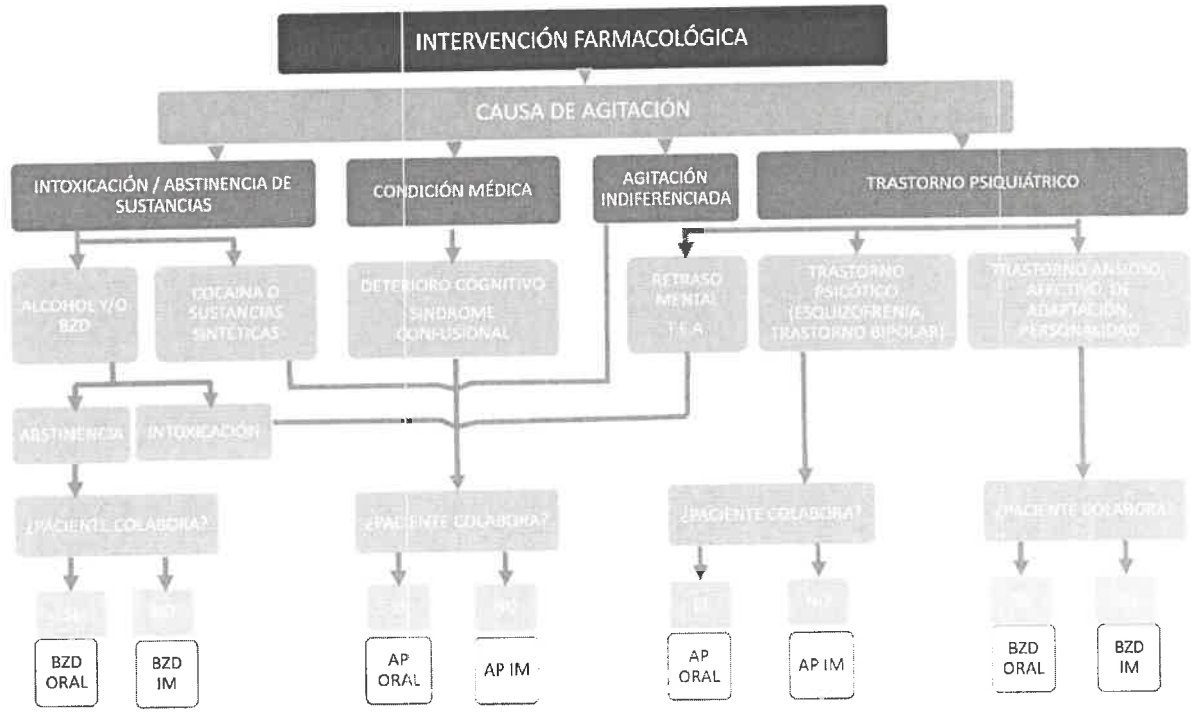 INTERVENCIÓN FARMACOLÓGICA
CAUSA DE AGITACIÓN
INTOXICACIÓN / ABSTINENCIA DE
SUSTANCIAS
CONDICIÓN MÉDICA
AGITACIÓN
INDIFERENCIADA
TRASTORNO PSIQUIÁTRICO
ALCOHOL Y/O
BZD
COCAINA O
SUSTANCIAS
SINTÉTICAS
DETERIORO COGNITIVO
SINDROME
CONFUSIONAL
RETRASO
MENTAL
T.E.A.
TRASTORNO
PSICÓTICO
(ESQUIZOFRENIA,
TRASTORNO BIPOLAR)
TRASTORNO ANSIOSO,
AFECTIVO, DE
ADAPTACIÓN,
PERSONALIDAD
ABSTINENCIA
INTOXICACIÓN
¿PACIENTE COLABORA?
¿PACIENTE COLABORA?
¿PACIENTE COLABORA?
¿PACIENTE COLABORA?
SI
NO
BZD
ORAL
BZD
IM
AP
ORAL
AP IM
AP
ORAL
AP IM
BZD
ORAL
BZD
IM